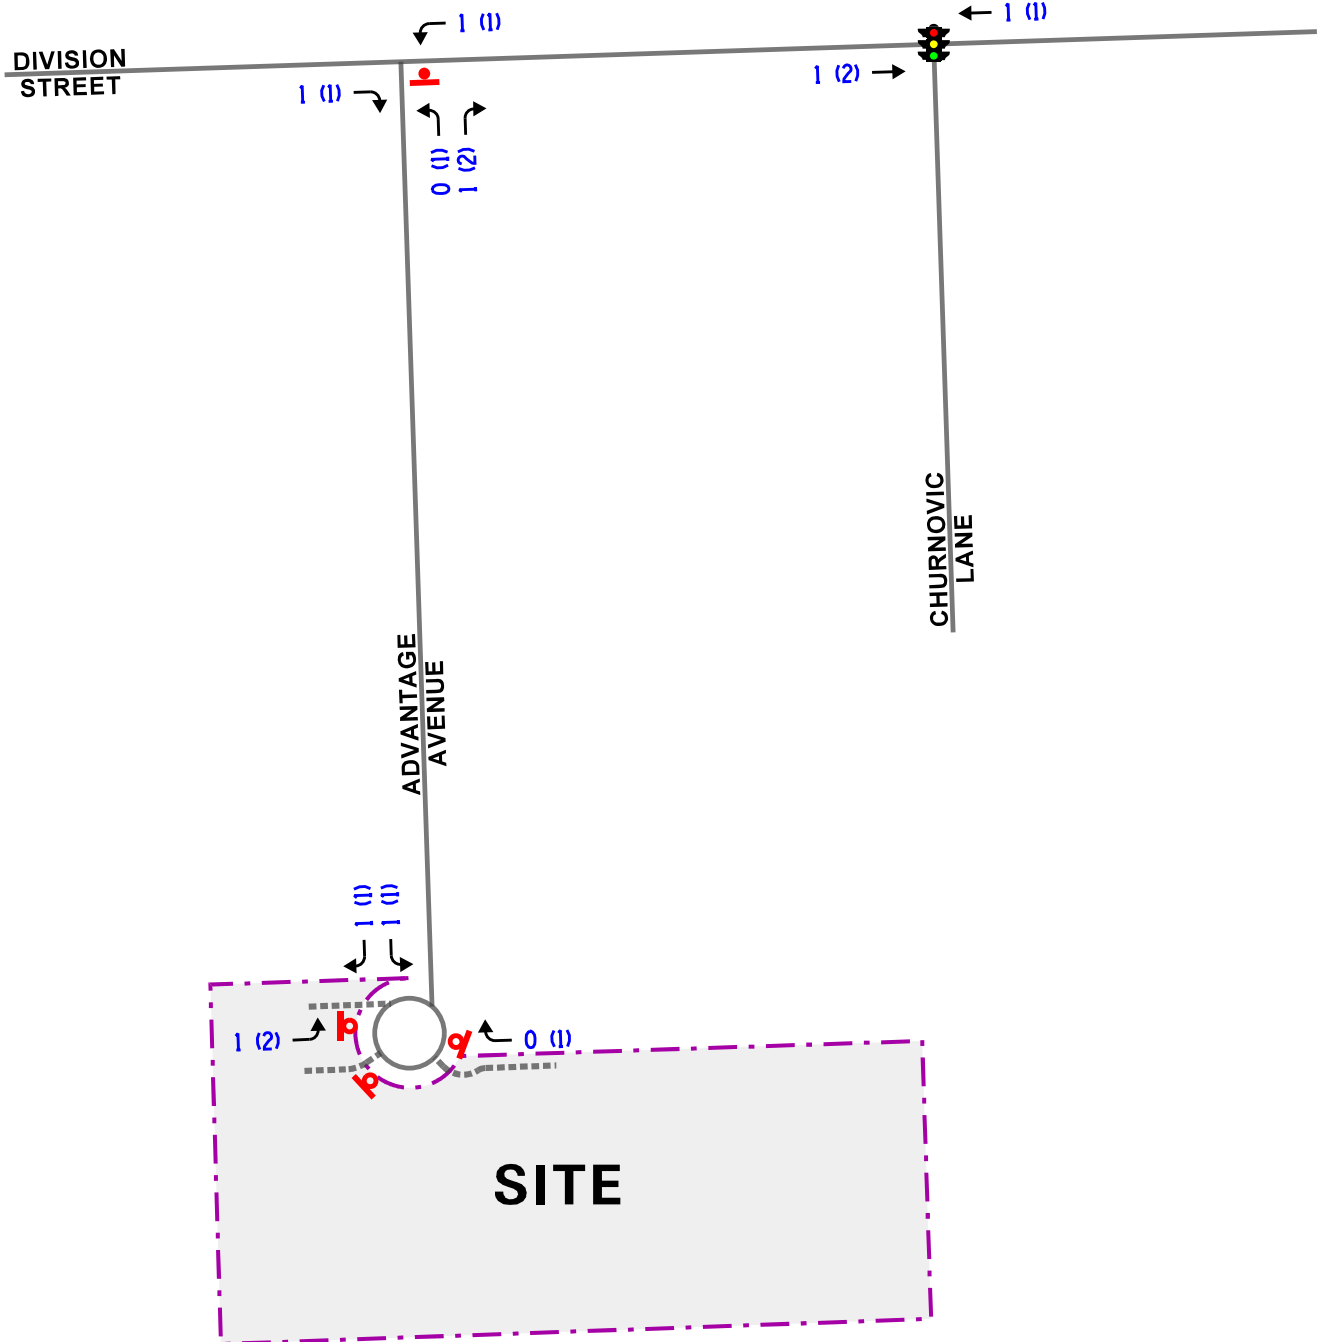 1 (1)
1 (1)
DIVISION
STREET
1 (2)
1 (1)
0 (1)
1 (2)
CHURNOVIC
LANE
ADVANTAGE
AVENUE
1 (1)
1 (1)
1 (2)
0 (1)
SITE